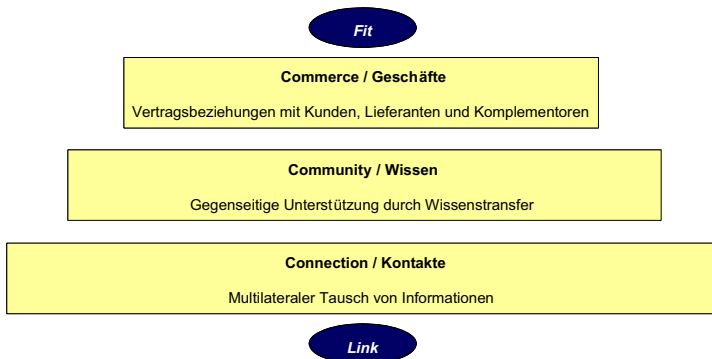 Fit
Commerce / Geschäfte
Vertragsbeziehungen mit Kunden, Lieferanten und Komplementoren
Community / Wissen
Gegenseitige Unterstützung durch Wissenstransfer
Connection / Kontakte
Multilateraler Tausch von Informationen
Link